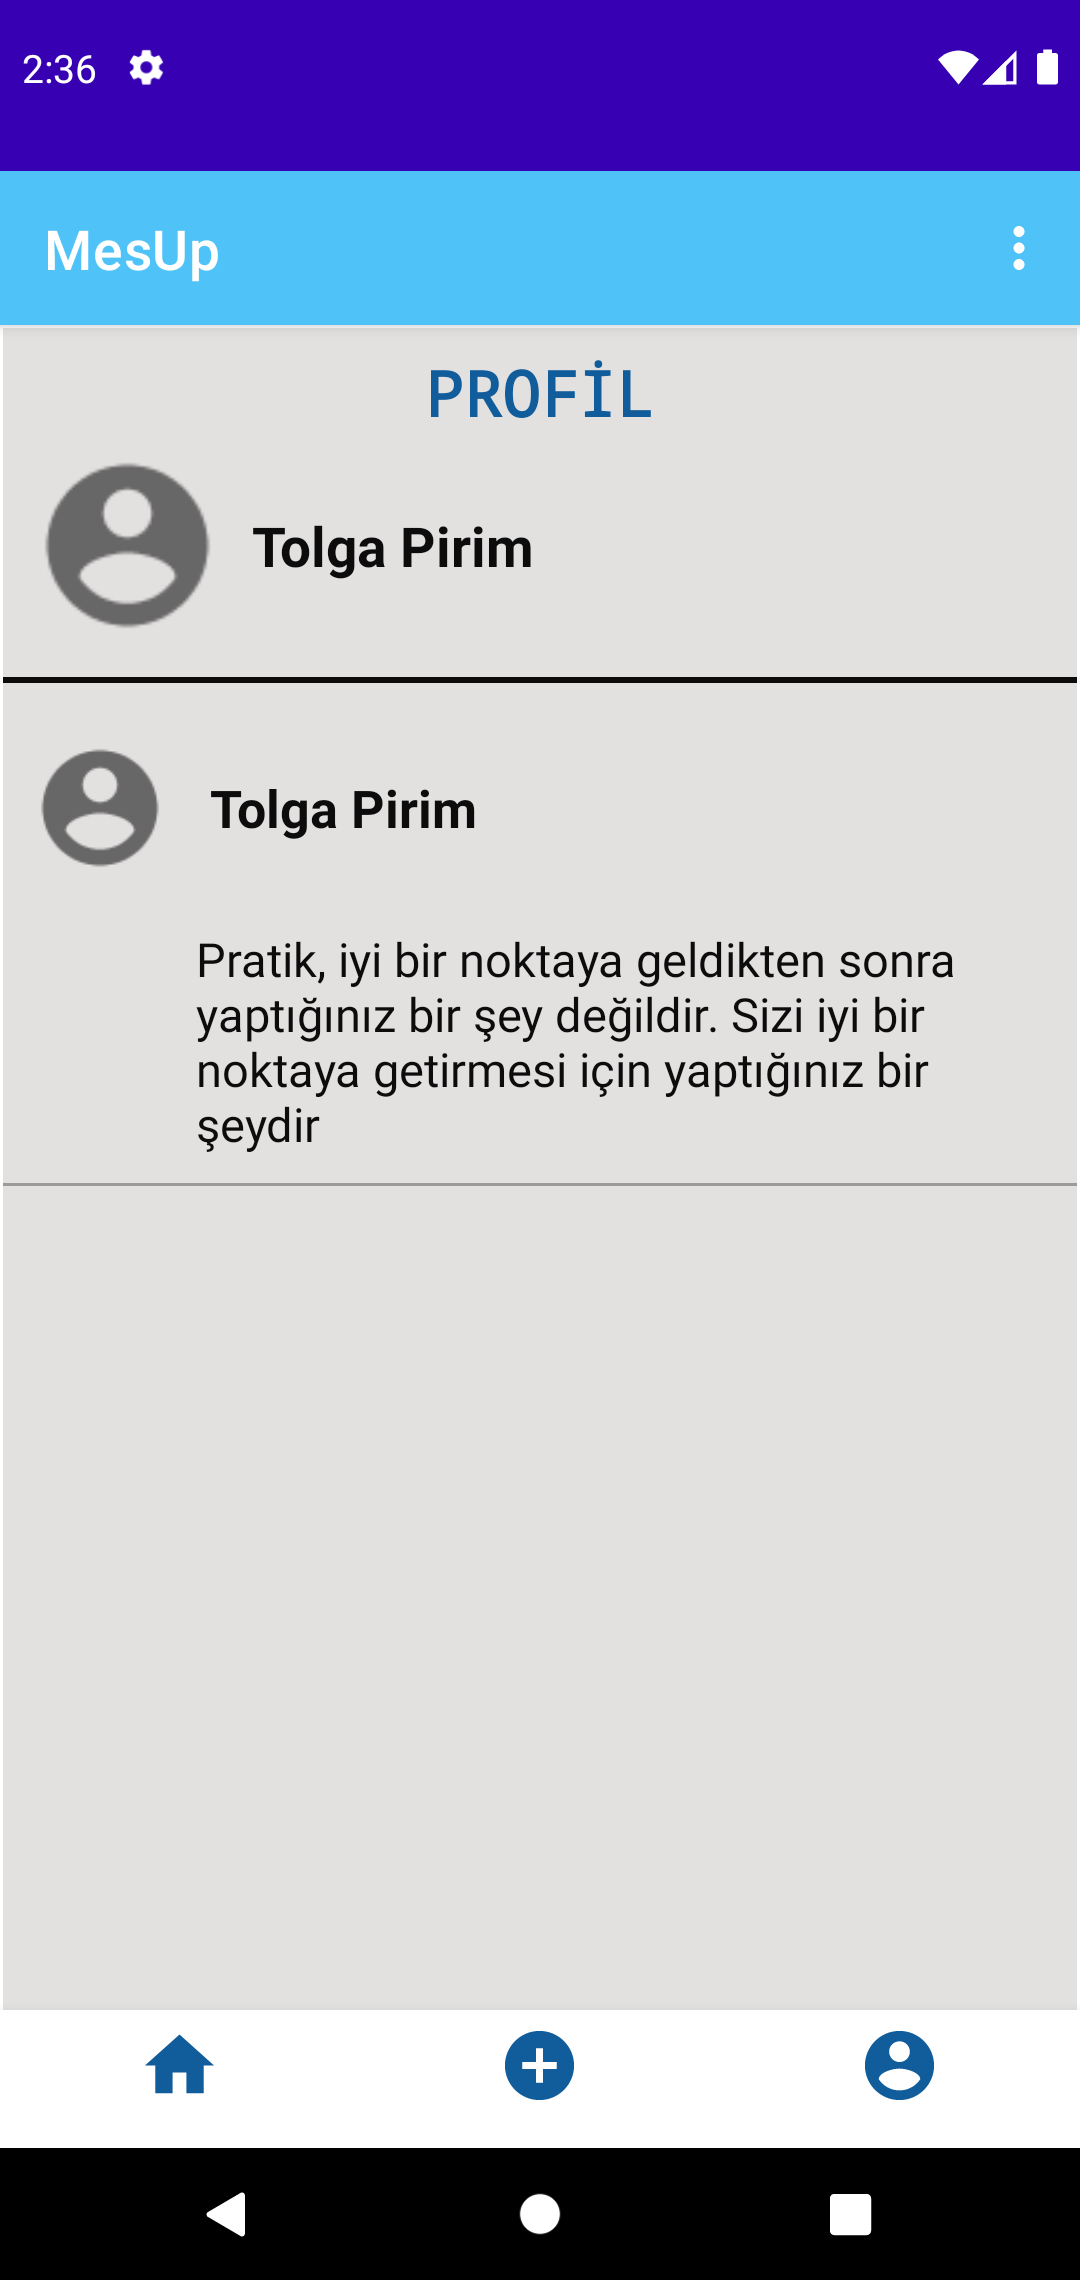 2:36
MesUp
PROFİL
Tolga Pirim
Tolga Pirim
Pratik, iyi bir noktaya geldikten sonra
yaptığınız bir şey değildir. Sizi iyi bir
noktaya getirmesi için yaptığınız bir
şeydir